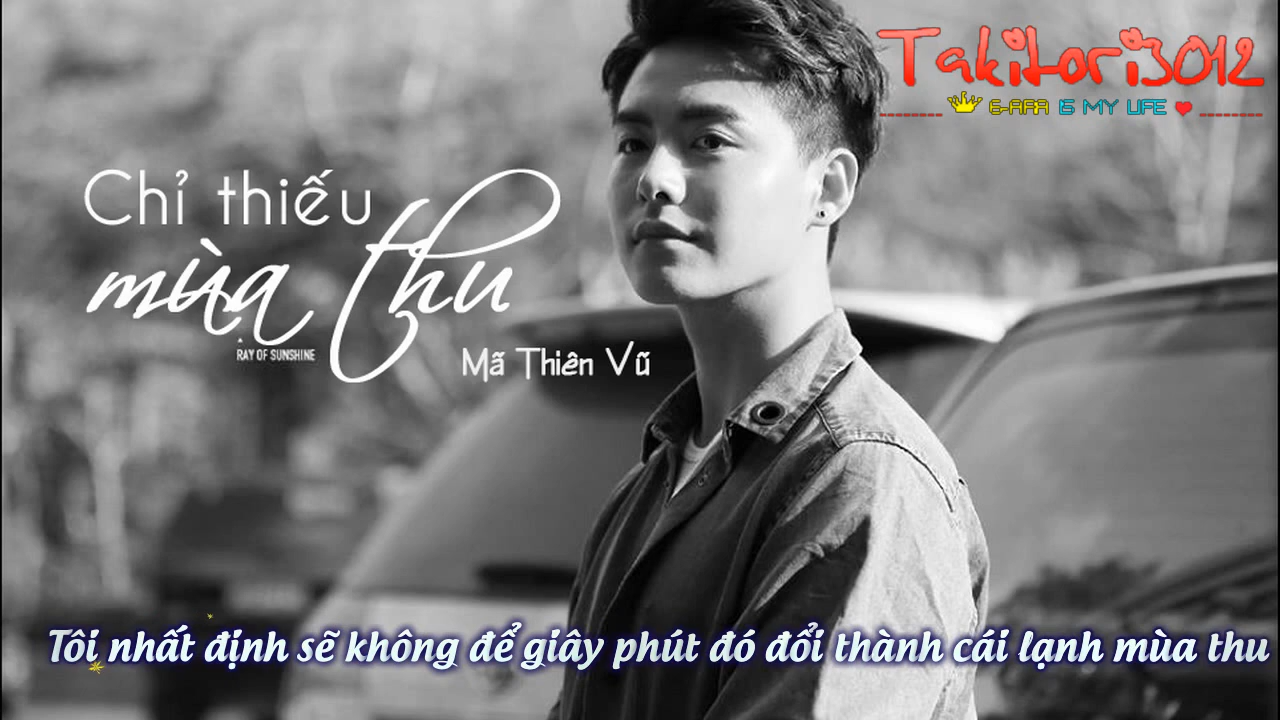 Takitori3012
T-ARA IS MY LIFE ❤
Chỉ thiếu
mùa thu
RAY OF SUNSHINE
Mã Thiên Vũ
Tôi nhất định sẽ không để giây phút đó đổi thành cái lạnh mùa thu